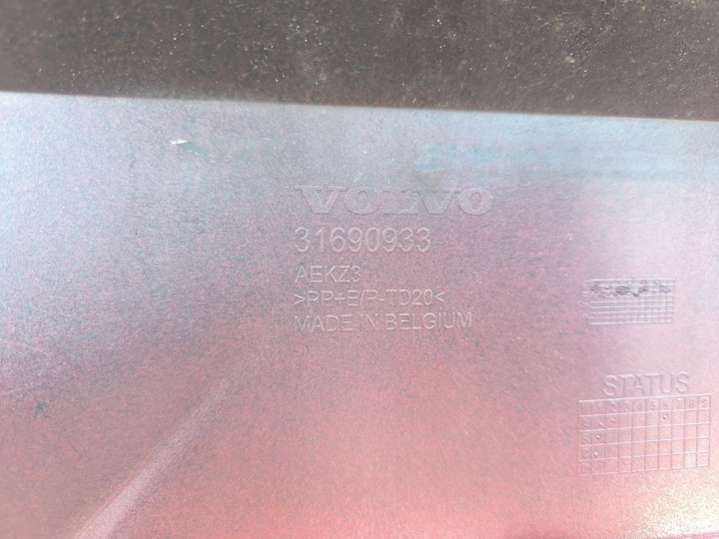 VOLVO
31690933
AEKZ3
>PP+E/P-TD20<
MADE IN BELGIUM
STATUS